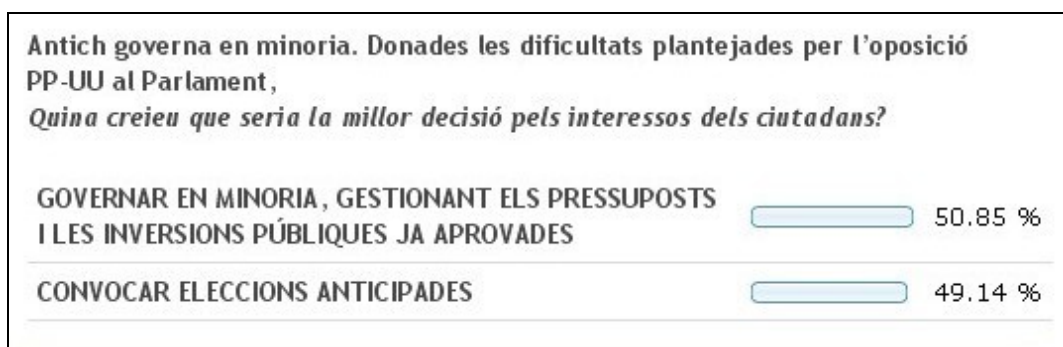 Antich governa en minoria. Donades les dificultats plantejades per l'oposició
PP-UU al Parlament,
Quina creieu que seria la millor decisió pels interessos dels ciutadans?
GOVERNAR EN MINORIA, GESTIONANT ELS PRESSUPOSTS
I LES INVERSIONS PÚBLIQUES JA APROVADES
50.85 %
CONVOCAR ELECCIONS ANTICIPADES
49.14 %